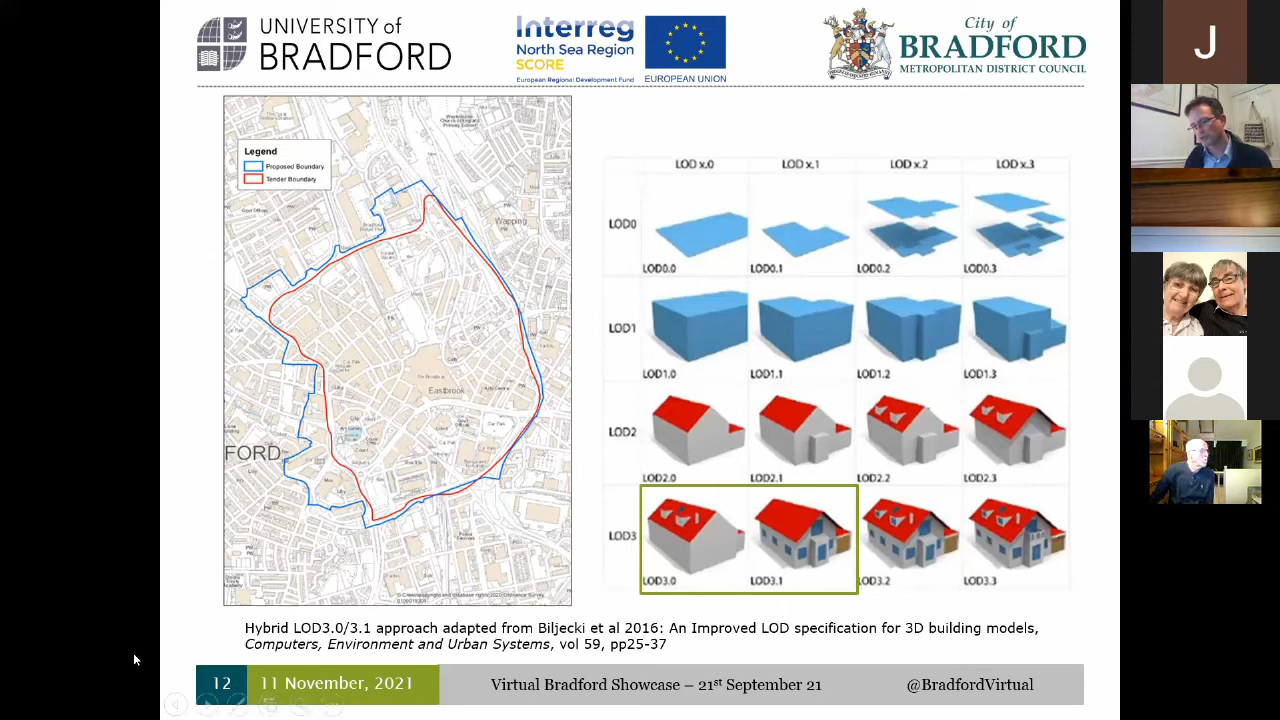 UNIVERSITY of
BRADFORD
Interreg
North Sea Region
SCORE
European Regional Development Fund
EUROPEAN UNION
City of
BRADFORD
METROPOLITAN DISTRICT COUNCIL
J
Legend
Proposed Boundary
Tender Boundary
Wapping
Eastbrook
FORD
LOD x.0 LOD x.1 LOD x.2 LOD x.3
LOD0
LOD0.0 LOD0.1 LOD0.2 LOD0.3
LOD1
LOD1.0 LOD1.1 LOD1.2 LOD1.3
LOD2
LOD2.0 LOD2.1 LOD2.2 LOD2.3
LOD3
LOD3.0 LOD3.1 LOD3.2 LOD3.3
Hybrid LOD3.0/3.1 approach adapted from Biljecki et al 2016: An Improved LOD specification for 3D building models,
Computers, Environment and Urban Systems, vol 59, pp25-37
12 11 November, 2021 Virtual Bradford Showcase – 21st September 21 @BradfordVirtual